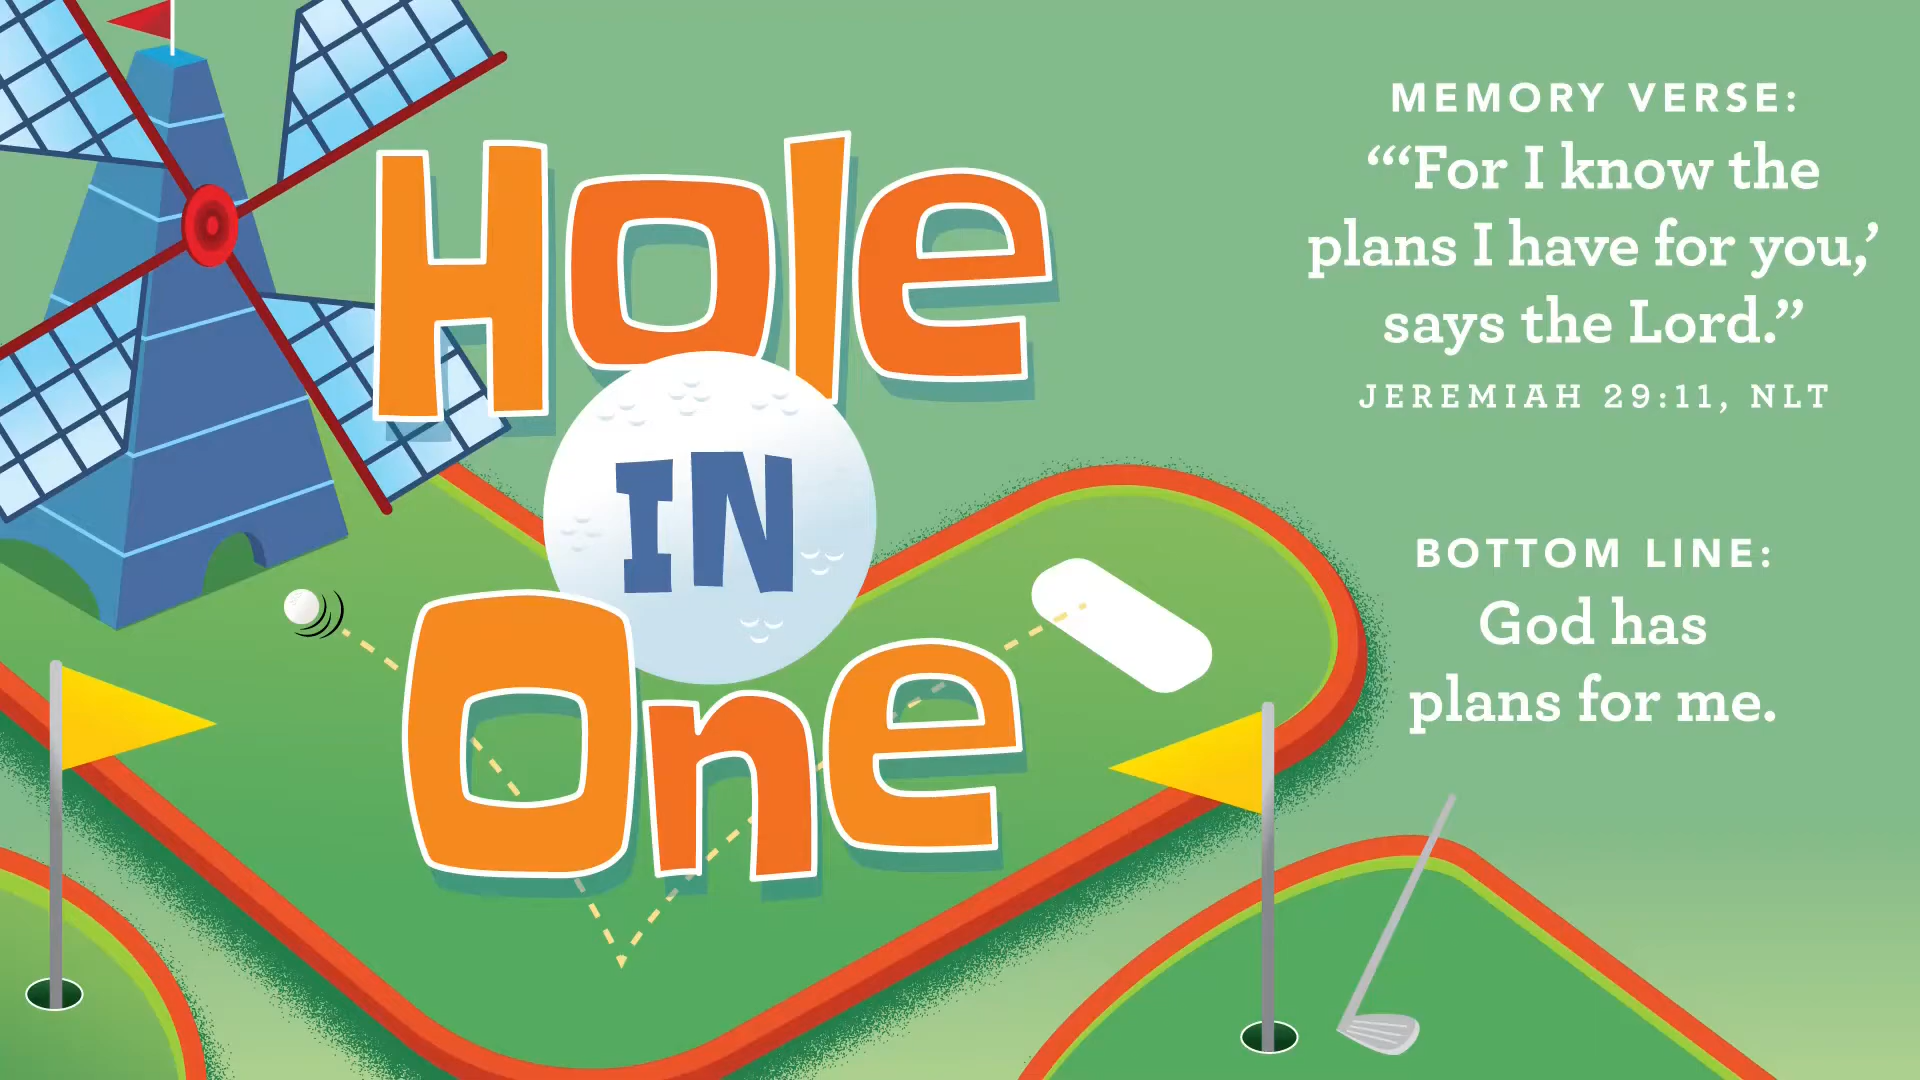 Hole
IN
One
MEMORY VERSE:
“‘“For I know the
plans I have for you,’
says the Lord.”
JEREMIAH 29:11, NLT
BOTTOM LINE:
God has
plans for me.